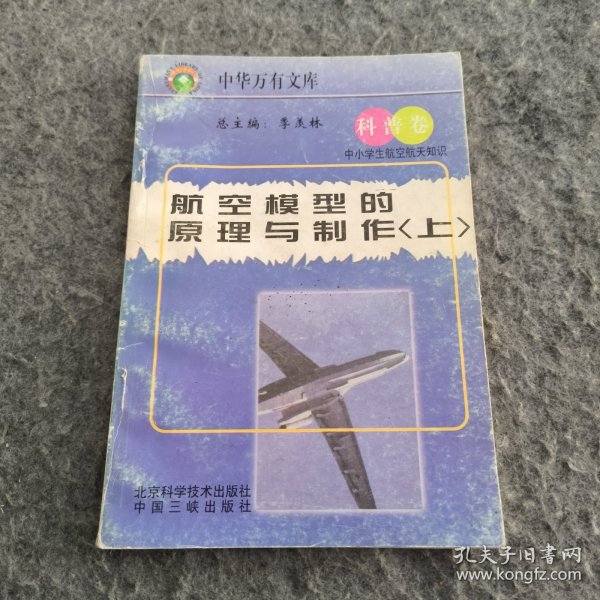 中华万有文库
总主编：季羡林
科普卷
中小学生航空航天知识
航空模型的
原理与制作〈上〉
北京科学技术出版社
中国三峡出版社
孔夫子旧书网
www.kongfz.com